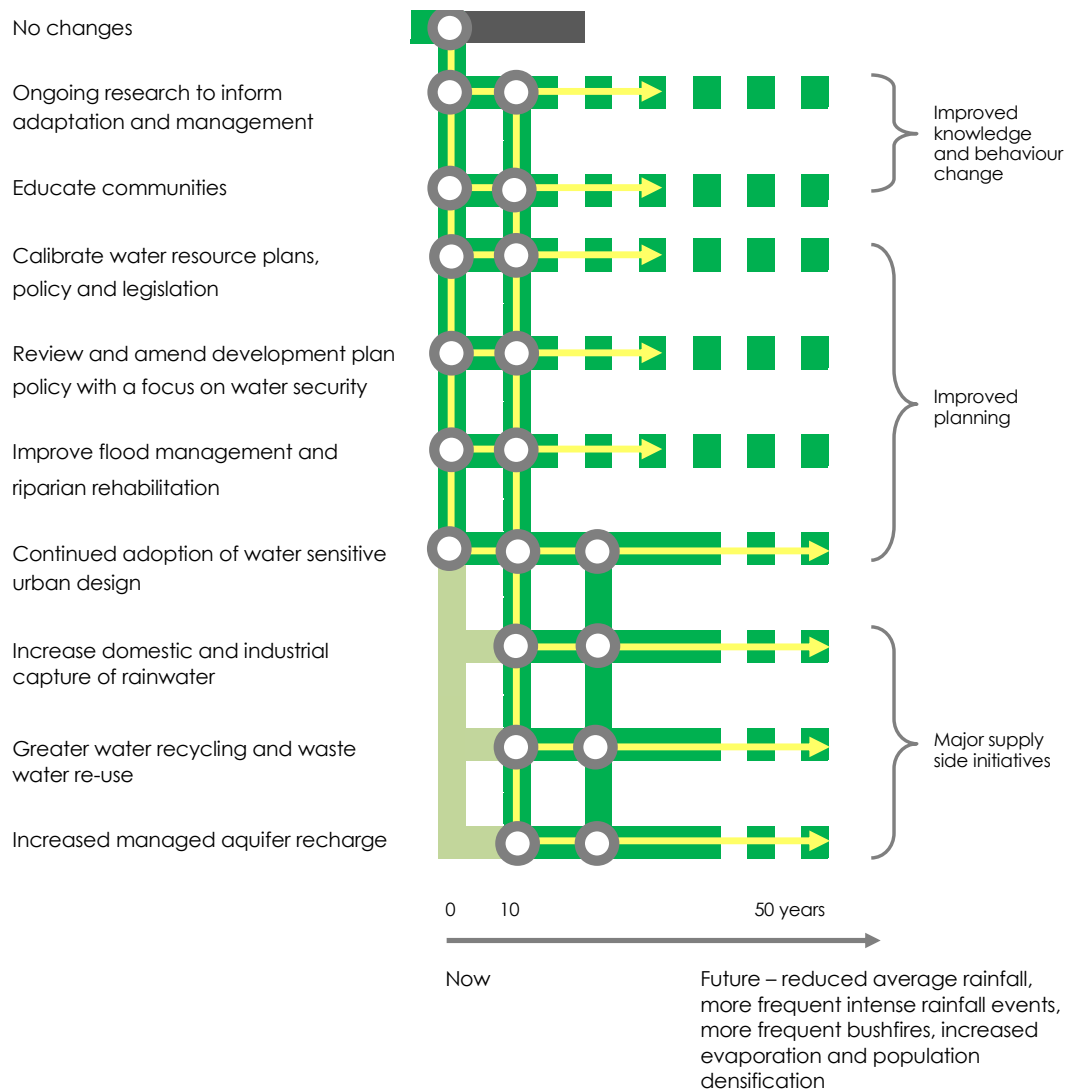 No changes
Ongoing research to inform
adaptation and management
Educate communities
Calibrate water resource plans,
policy and legislation
Review and amend development plan
policy with a focus on water security
Improve flood management and
riparian rehabilitation
Continued adoption of water sensitive
urban design
Increase domestic and industrial
capture of rainwater
Greater water recycling and waste
water re-use
Increased managed aquifer recharge
Improved
knowledge
and behaviour
change
Improved
planning
Major supply
side initiatives
0 10 50 years
Now
Future – reduced average rainfall,
more frequent intense rainfall events,
more frequent bushfires, increased
evaporation and population
densification